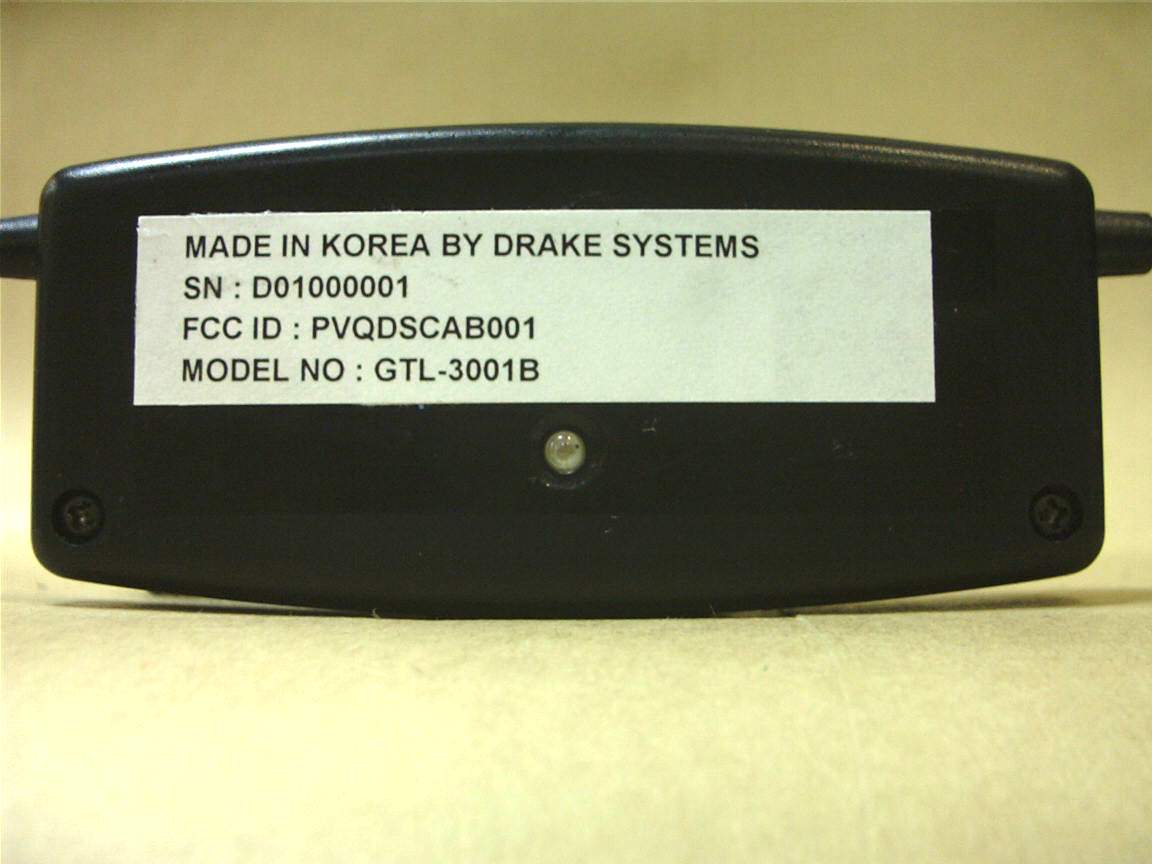 MADE IN KOREA BY DRAKE SYSTEMS
SN : D01000001
FCC ID : PVQDSCAB001
MODEL NO : GTL-3001B